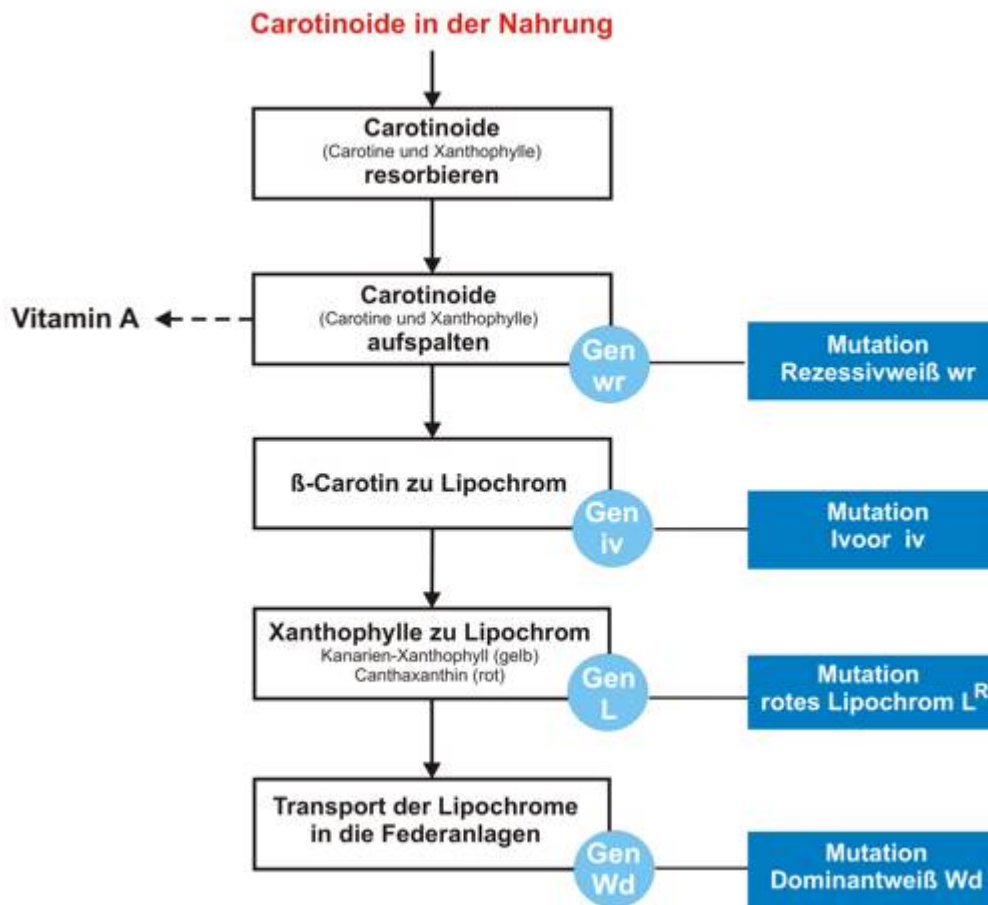 Carotinoide in der Nahrung
Carotinoide
(Carotine und Xanthophylle)
resorbieren
Carotinoide
(Carotine und Xanthophylle)
aufspalten
Vitamin A
Gen
wr
Mutation
Rezessivweiß wr
ß-Carotin zu Lipochrom
Gen
iv
Mutation
Ivoor iv
Xanthophylle zu Lipochrom
Kanarien-Xanthophyll (gelb)
Canthaxanthin (rot)
Gen
L
Mutation
rotes Lipochrom L^R
Transport der Lipochrome
in die Federanlagen
Gen
Wd
Mutation
Dominantweiß Wd